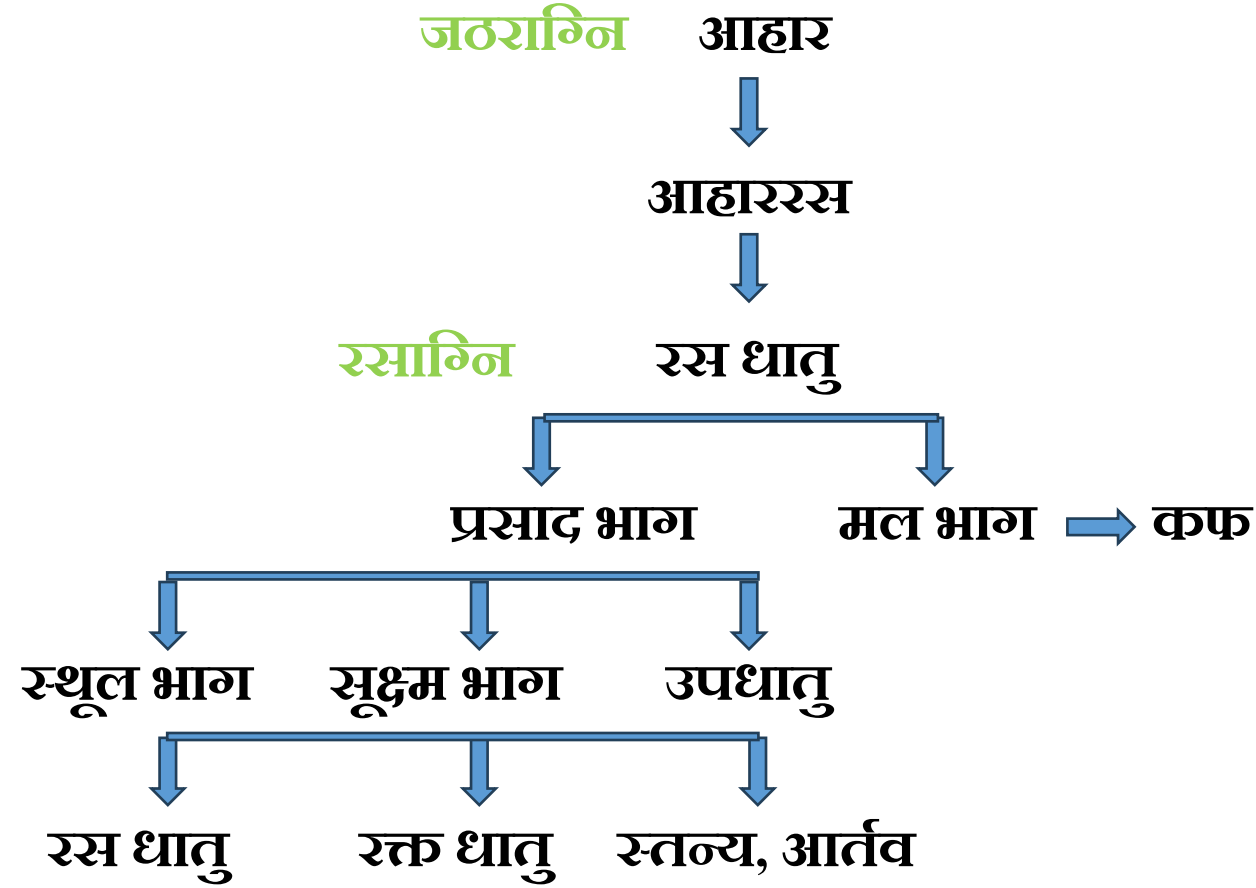 जठराग्नि आहार
आहाररस
रसाग्नि रस धातु
प्रसाद भाग मल भाग कफ
स्थूल भाग सूक्ष्म भाग उपधातु
रस धातु रक्त धातु स्तन्य, आर्तव